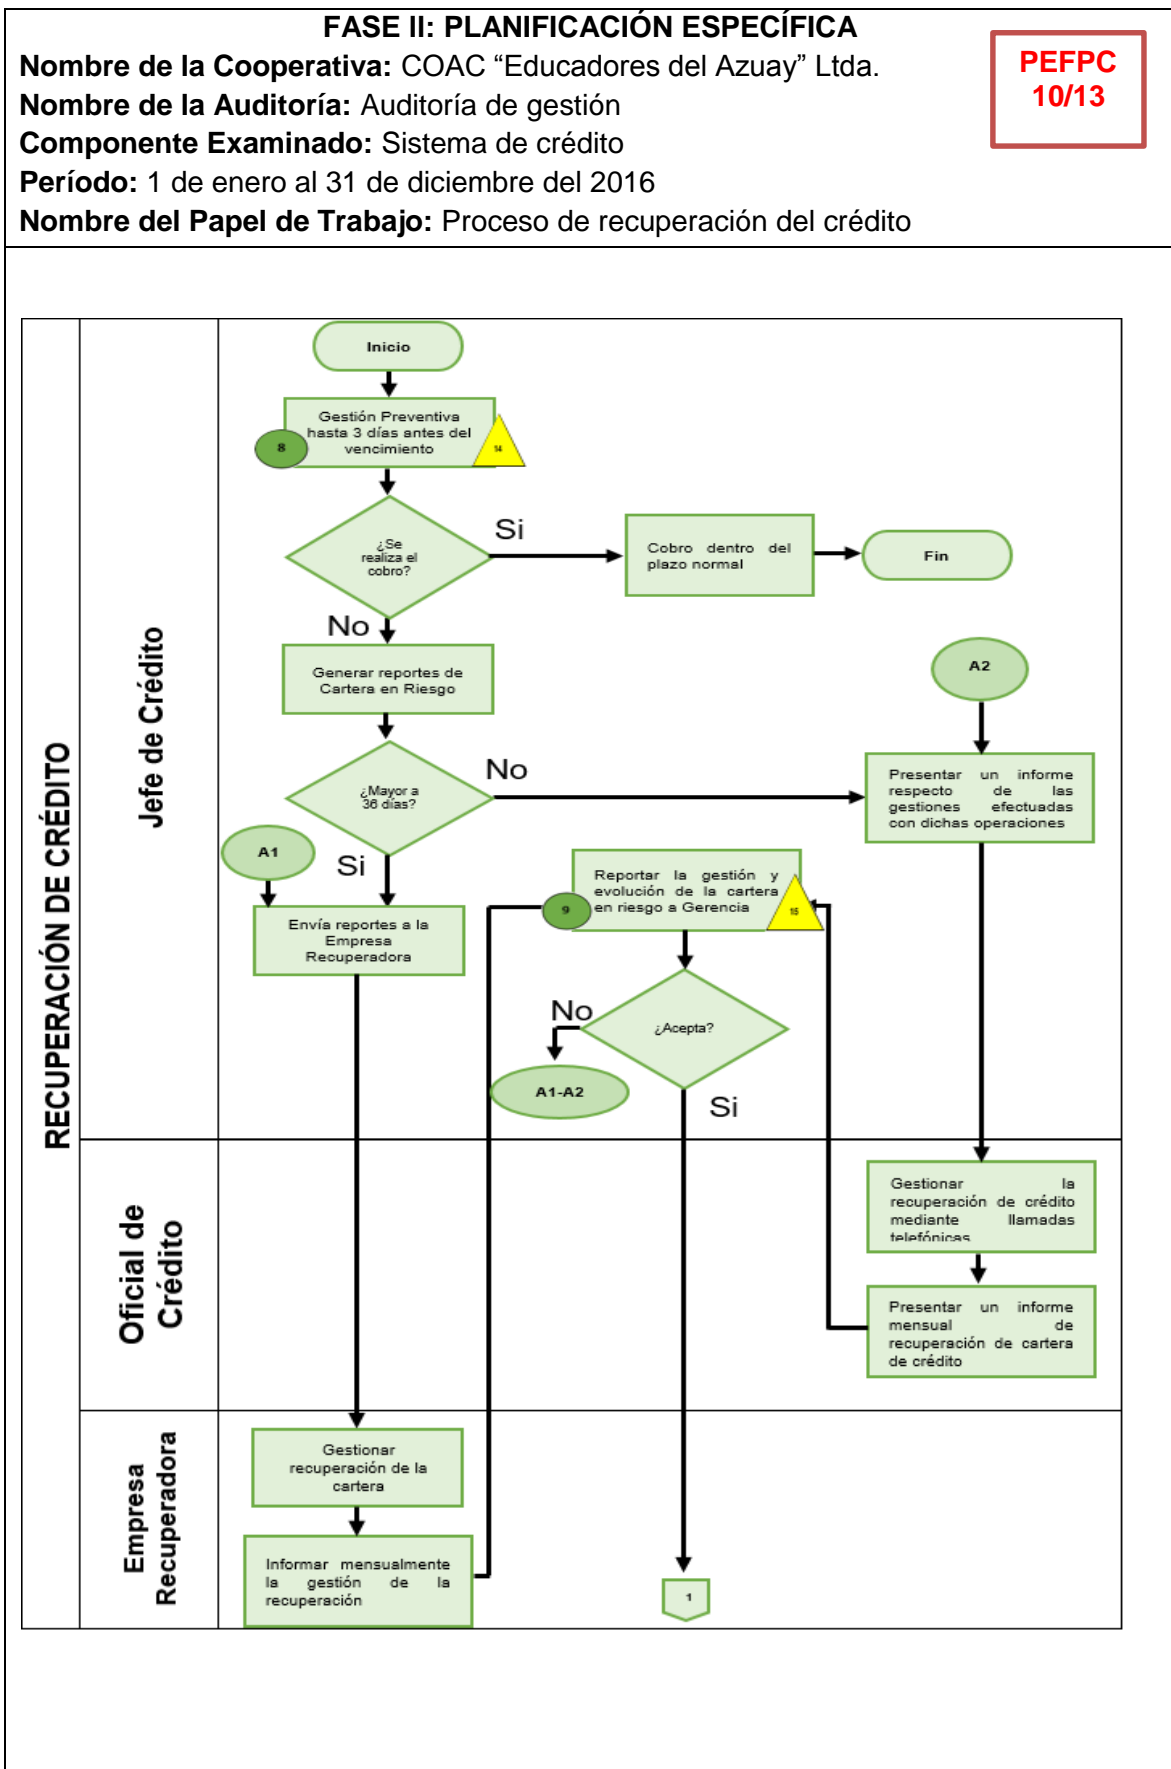 FASE II: PLANIFICACIÓN ESPECÍFICA
Nombre de la Cooperativa: COAC “Educadores del Azuay” Ltda.
Nombre de la Auditoría: Auditoría de gestión
Componente Examinado: Sistema de crédito
Período: 1 de enero al 31 de diciembre del 2016
Nombre del Papel de Trabajo: Proceso de recuperación del crédito
PEFPC
10/13
RECUPERACIÓN DE CRÉDITO
Jefe de Crédito
Inicio
Gestión Preventiva
hasta 3 días antes del
vencimiento
8
14
¿Se
realiza el
cobro?
Si
Cobro dentro del
plazo normal
Fin
No
Generar reportes de
Cartera en Riesgo
A2
¿Mayor a
36 días?
No
Presentar un informe
respecto de las
gestiones efectuadas
con dichas operaciones
A1
Si
Envía reportes a la
Empresa
Recuperadora
Reportar la gestión y
evolución de la cartera
en riesgo a Gerencia
9
15
¿Acepta?
No
A1-A2
Si
Oficial de
Crédito
Gestionar la
recuperación de crédito
mediante llamadas
telefónicas
Presentar un informe
mensual de
recuperación de cartera
de crédito
Empresa
Recuperadora
Gestionar
recuperación de la
cartera
Informar mensualmente
la gestión de la
recuperación
1